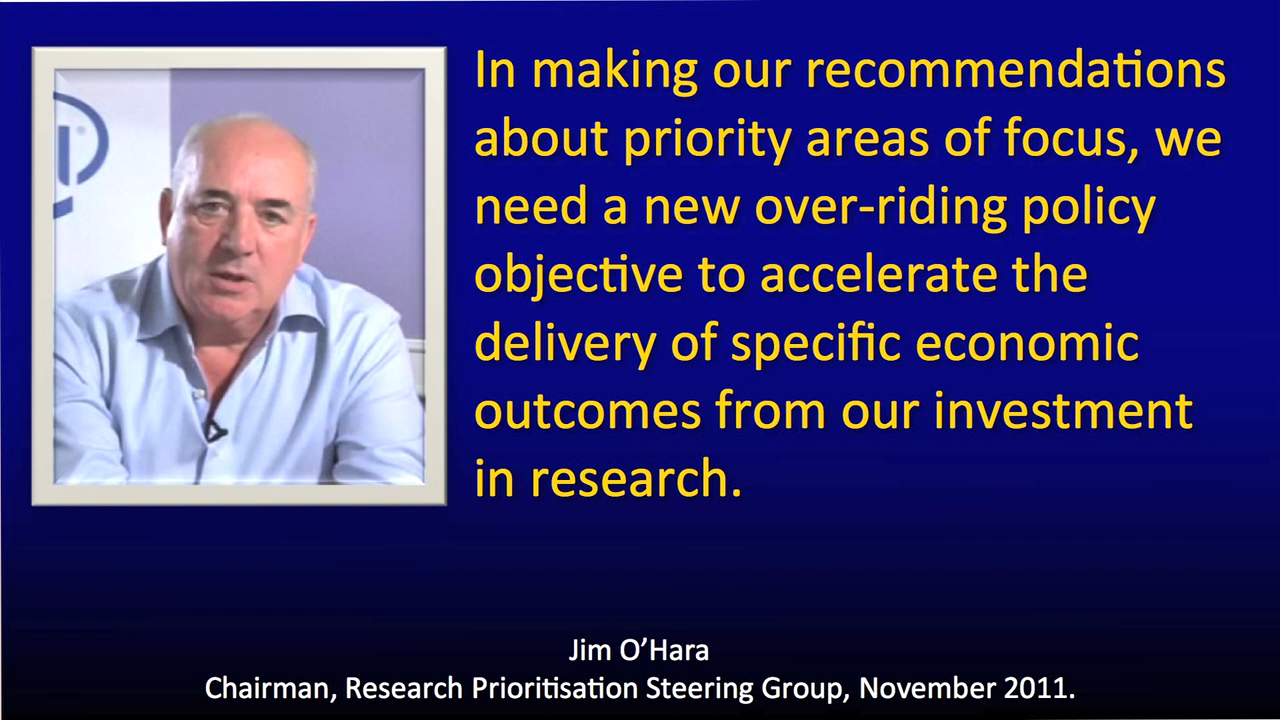 In making our recommendations
about priority areas of focus, we
need a new over-riding policy
objective to accelerate the
delivery of specific economic
outcomes from our investment
in research.
Jim O’Hara
Chairman, Research Prioritisation Steering Group, November 2011.